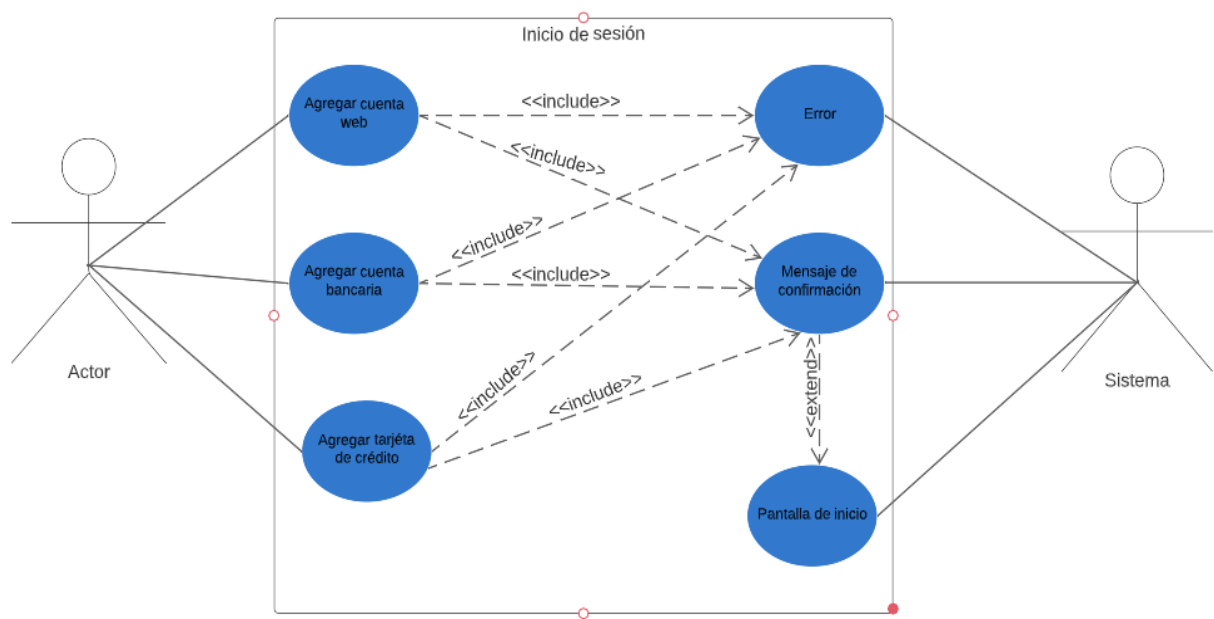 Inicio de sesión
Agregar cuenta
web
<<include>>
Error
<<include>>
<<include>>
Agregar cuenta
bancaria
<<include>>
Mensaje de
confirmación
Actor
Sistema
<<include>>
<<include>>
<<extend>>
Agregar tarjéta
de crédito
Pantalla de inicio